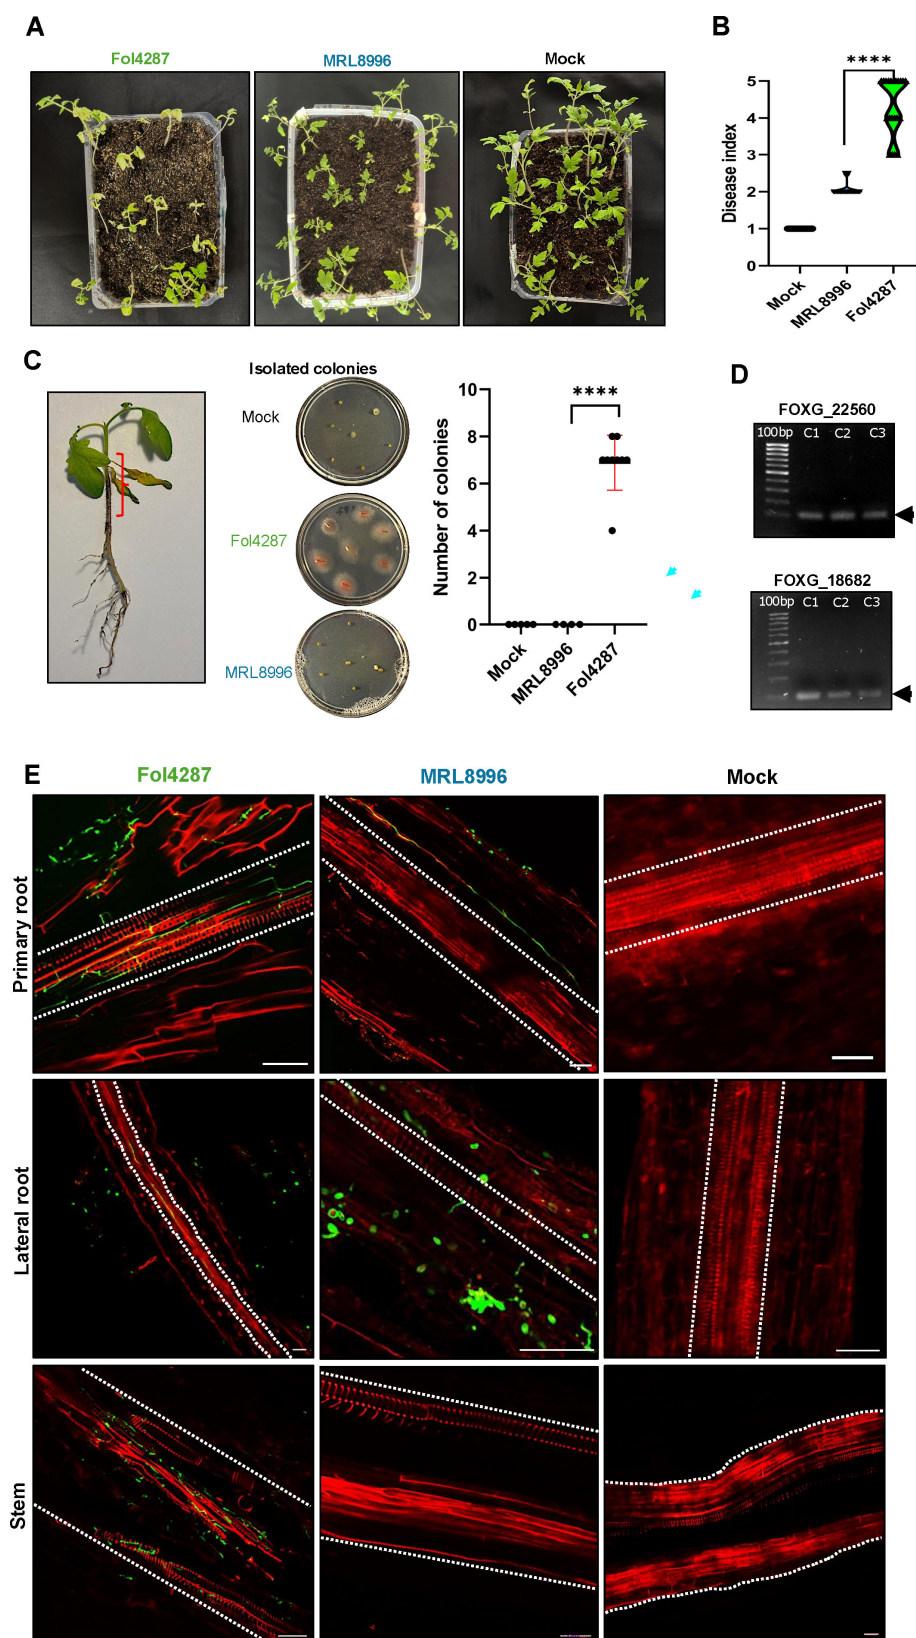 A
Fol4287
MRL8996
Mock
B
****
Disease index
5
4
3
2
1
0
Mock
MRL8996
Fol4287
C
Isolated colonies
Mock
Fol4287
MRL8996
Number of colonies
10
8
6
4
2
0
****
Mock
MRL8996
Fol4287
D
FOXG_22560
100bp C1 C2 C3
FOXG_18682
100bp C1 C2 C3
E
Fol4287
MRL8996
Mock
Primary root
Lateral root
Stem